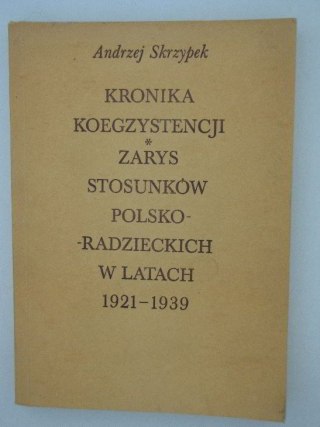 Andrzej Skrzypek
KRONIKA
KOEGZYSTENCJI
*
ZARYS
STOSUNKÓW
POLSKO-
-RADZIECKICH
W LATACH
1921–1939